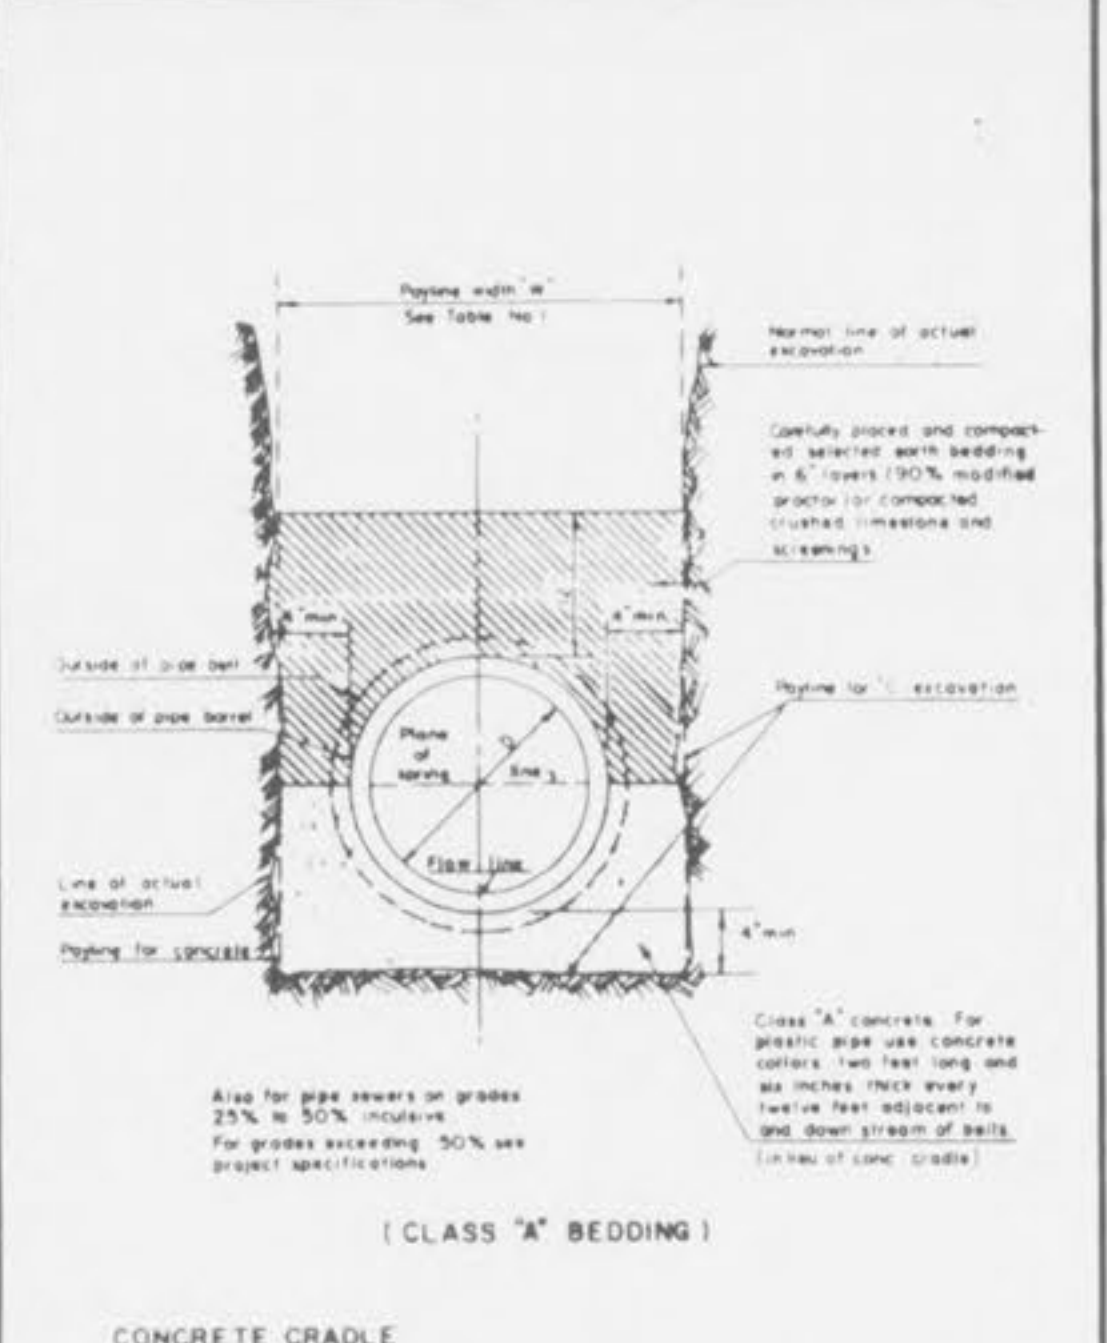 Payline width "W"
See Table No 1
Normal line of actual
excavation
Carefully placed and compact-
ed selected earth bedding
in 6" layers (90% modified
proctor) or compacted
crushed limestone and
screenings
4" min
4" min.
Outside of pipe bell
Outside of pipe barrel
Payline for excavation
Plane
of
spring
line
D
Flow line
Line of actual
excavation
Payline for concrete
4" min
Class "A" concrete. For
plastic pipe use concrete
collars two feet long and
six inches thick every
twelve feet adjacent to
and down stream of bells
(in lieu of conc. cradle)
Also for pipe sewers on grades
25% to 50% inculsive
For grades exceeding 50% see
project specifications
( CLASS "A" BEDDING )
CONCRETE CRADLE